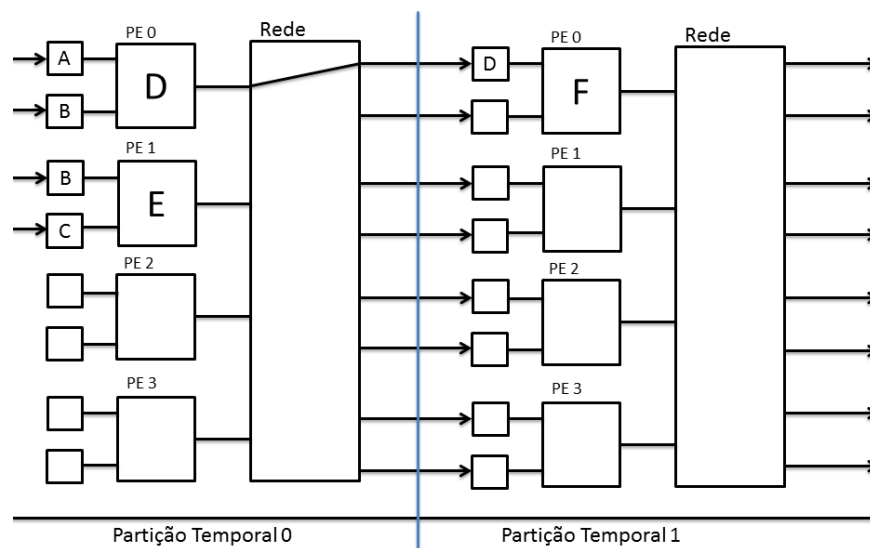 PE 0
Rede
A
D
B
PE 1
B
E
C
PE 2
PE 3
Partição Temporal 0
PE 0
Rede
D
F
PE 1
PE 2
PE 3
Partição Temporal 1